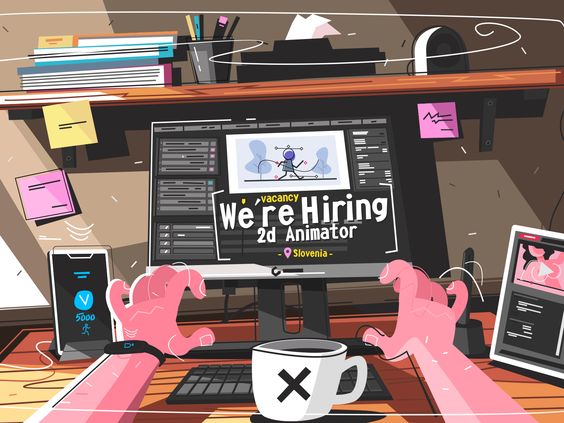 vacancy
We're Hiring
2d Animator
- Slovenia -
V
5000
X